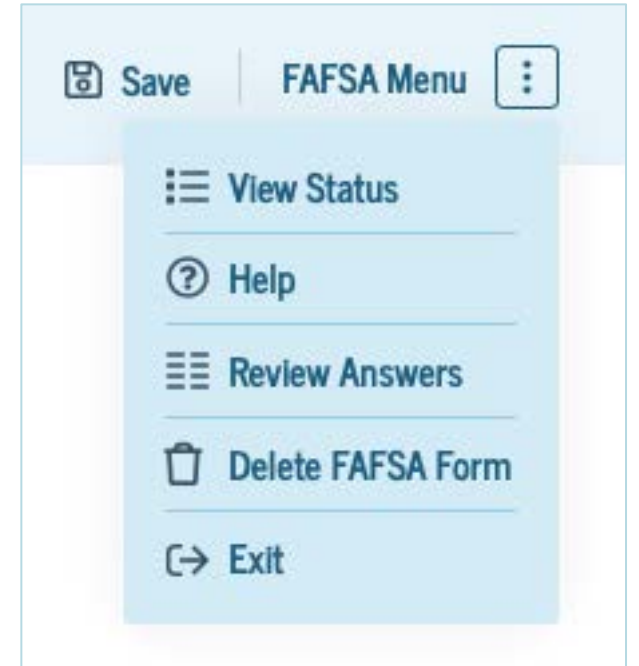 Save FAFSA Menu
View Status
Help
Review Answers
Delete FAFSA Form
Exit